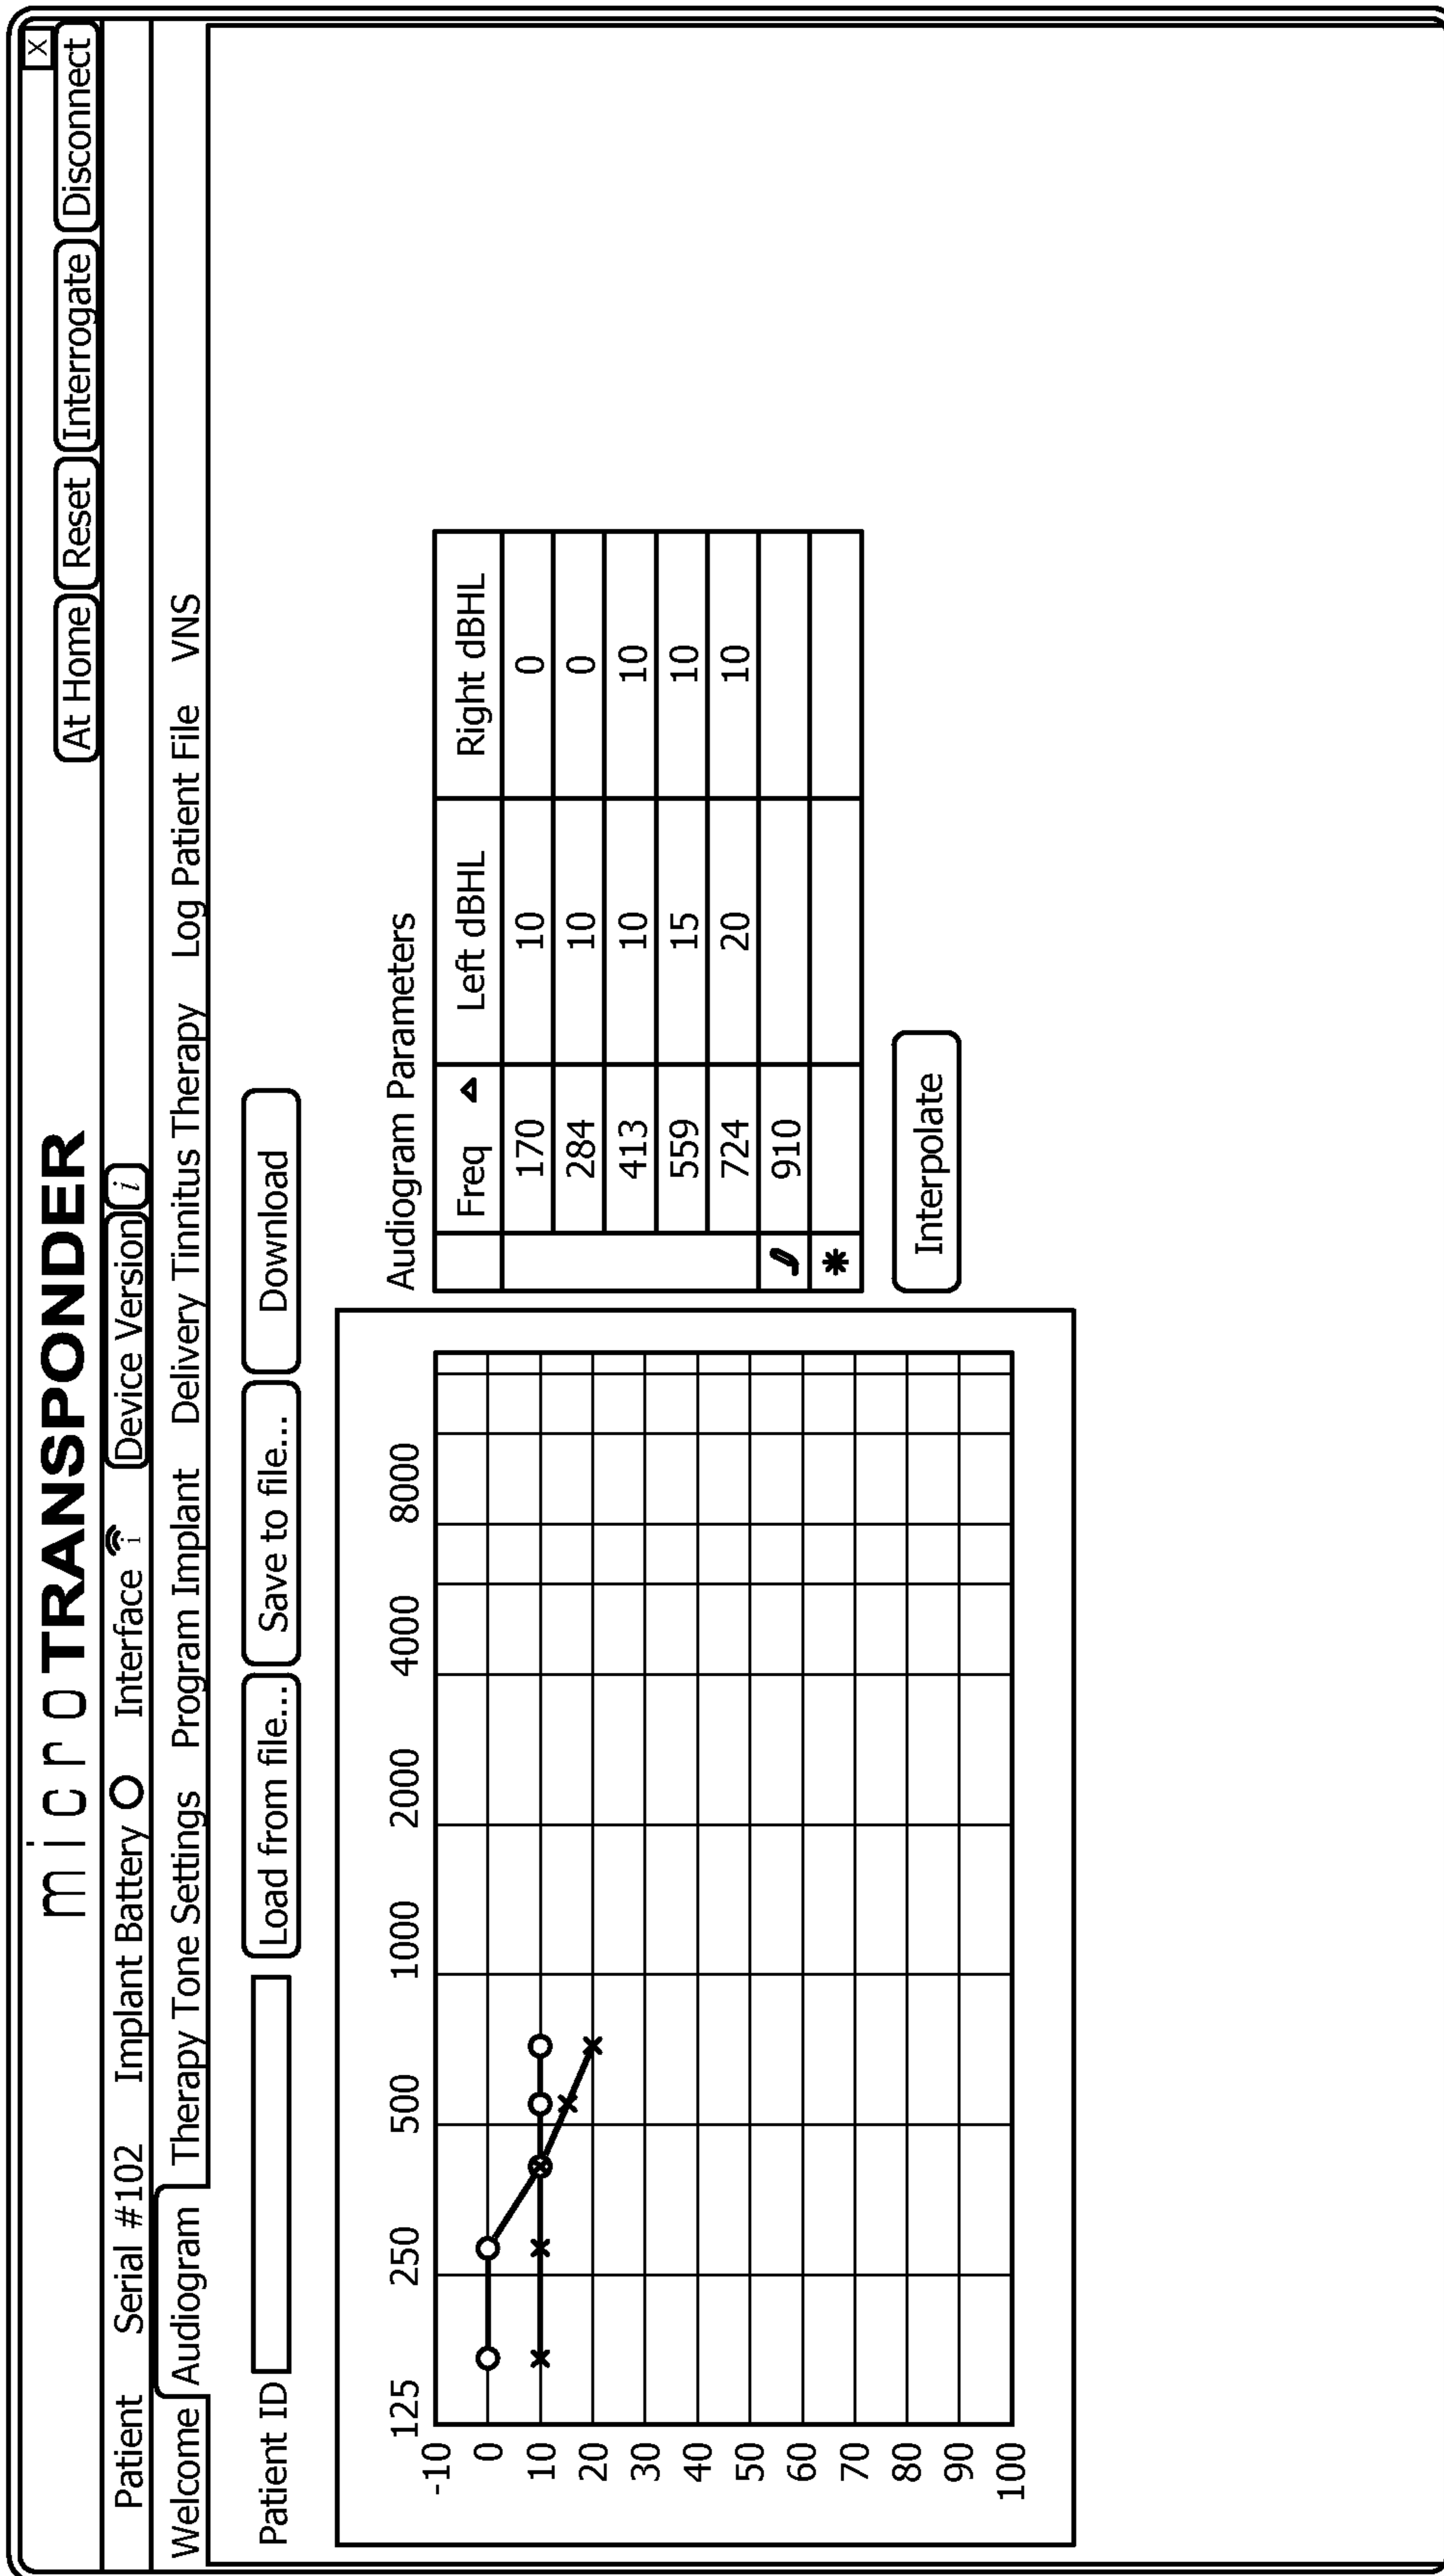 microTRANSPONDER
X
At Home Reset Interrogate Disconnect
Patient Serial #102 Implant Battery Interface i Device Version i
Welcome Audiogram Therapy Tone Settings Program Implant Delivery Tinnitus Therapy Log Patient File VNS
Patient ID Load from file... Save to file... Download
125 250 500 1000 2000 4000 8000
-10
0
10
20
30
40
50
60
70
80
90
100
Audiogram Parameters
Freq Left dBHL Right dBHL
170 10 0
284 10 0
413 10 10
559 15 10
724 20 10
910
*
Interpolate